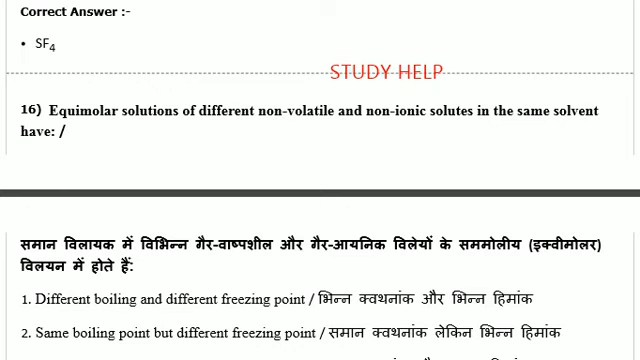 Correct Answer :-
• SF4
STUDY HELP
16) Equimolar solutions of different non-volatile and non-ionic solutes in the same solvent
have: /
समान विलायक में विभिन्न गैर-वाष्पशील और गैर-आयनिक विलेयों के सममोलीय (इक्वीमोलर)
विलयन में होते हैं:
1. Different boiling and different freezing point / भिन्न क्वथनांक और भिन्न हिमांक
2. Same boiling point but different freezing point / समान क्वथनांक लेकिन भिन्न हिमांक